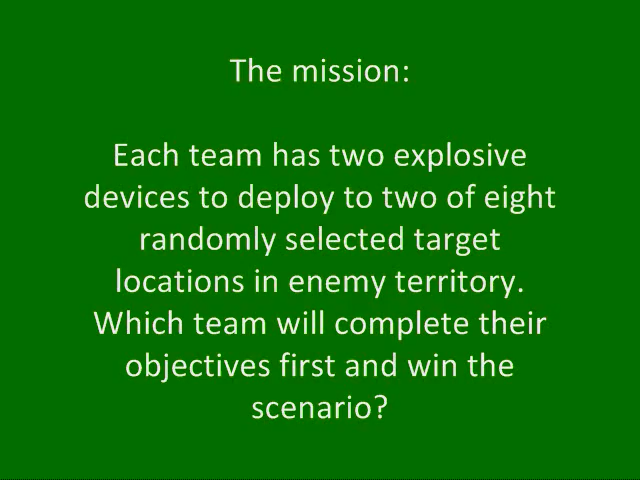 The mission:
Each team has two explosive
devices to deploy to two of eight
randomly selected target
locations in enemy territory.
Which team will complete their
objectives first and win the
scenario?